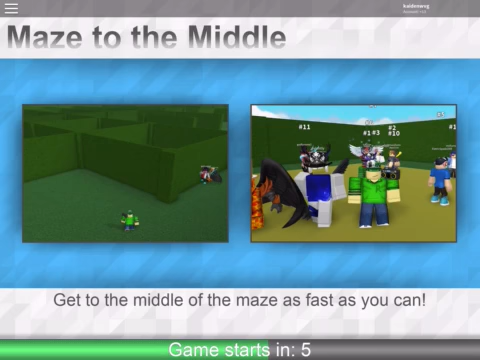 kaidenweg
Maze to the Middle
#11
#1
#3
#2
#10
Get to the middle of the maze as fast as you can!
Game starts in: 5